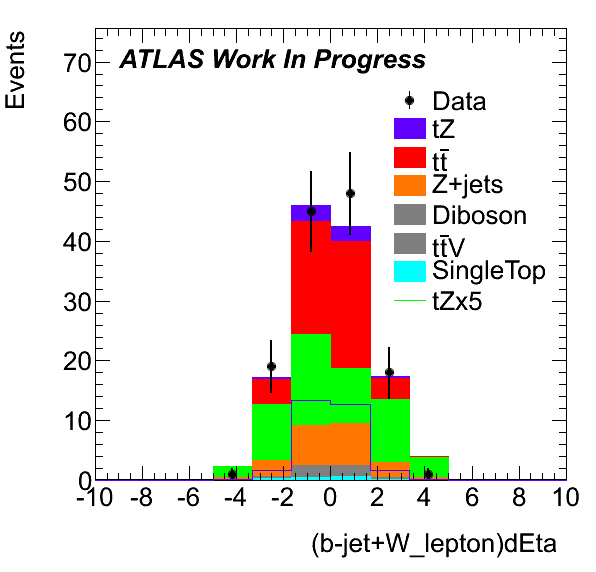 Events
ATLAS Work In Progress
Data
tZ
tt̄
Z+jets
Diboson
tt̄V
SingleTop
tZx5
70
60
50
40
30
20
10
0
-10 -8 -6 -4 -2 0 2 4 6 8 10
(b-jet+W_lepton)dEta